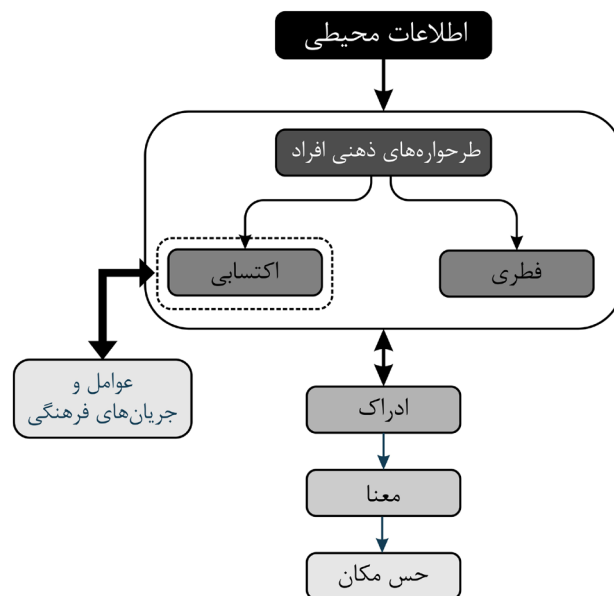 اطلاعات محیطی
طرحواره‌های ذهنی افراد
فطری
اکتسابی
عوامل و
جریان‌های فرهنگی
ادراک
معنا
حس مکان